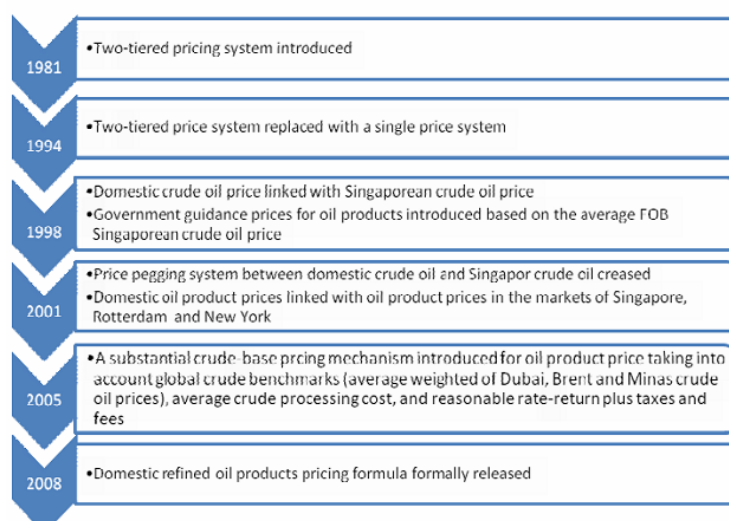 1981
•Two-tiered pricing system introduced
1994
•Two-tiered price system replaced with a single price system
1998
•Domestic crude oil price linked with Singaporean crude oil price
•Government guidance prices for oil products introduced based on the average FOB
Singaporean crude oil price
2001
•Price pegging system between domestic crude oil and Singapor crude oil creased
•Domestic oil product prices linked with oil product prices in the markets of Singapore,
Rotterdam and New York
2005
•A substantial crude-base prcing mechanism introduced for oil product price taking into
account global crude benchmarks (average weighted of Dubai, Brent and Minas crude
oil prices), average crude processing cost, and reasonable rate-return plus taxes and
fees
2008
•Domestic refined oil products pricing formula formally released